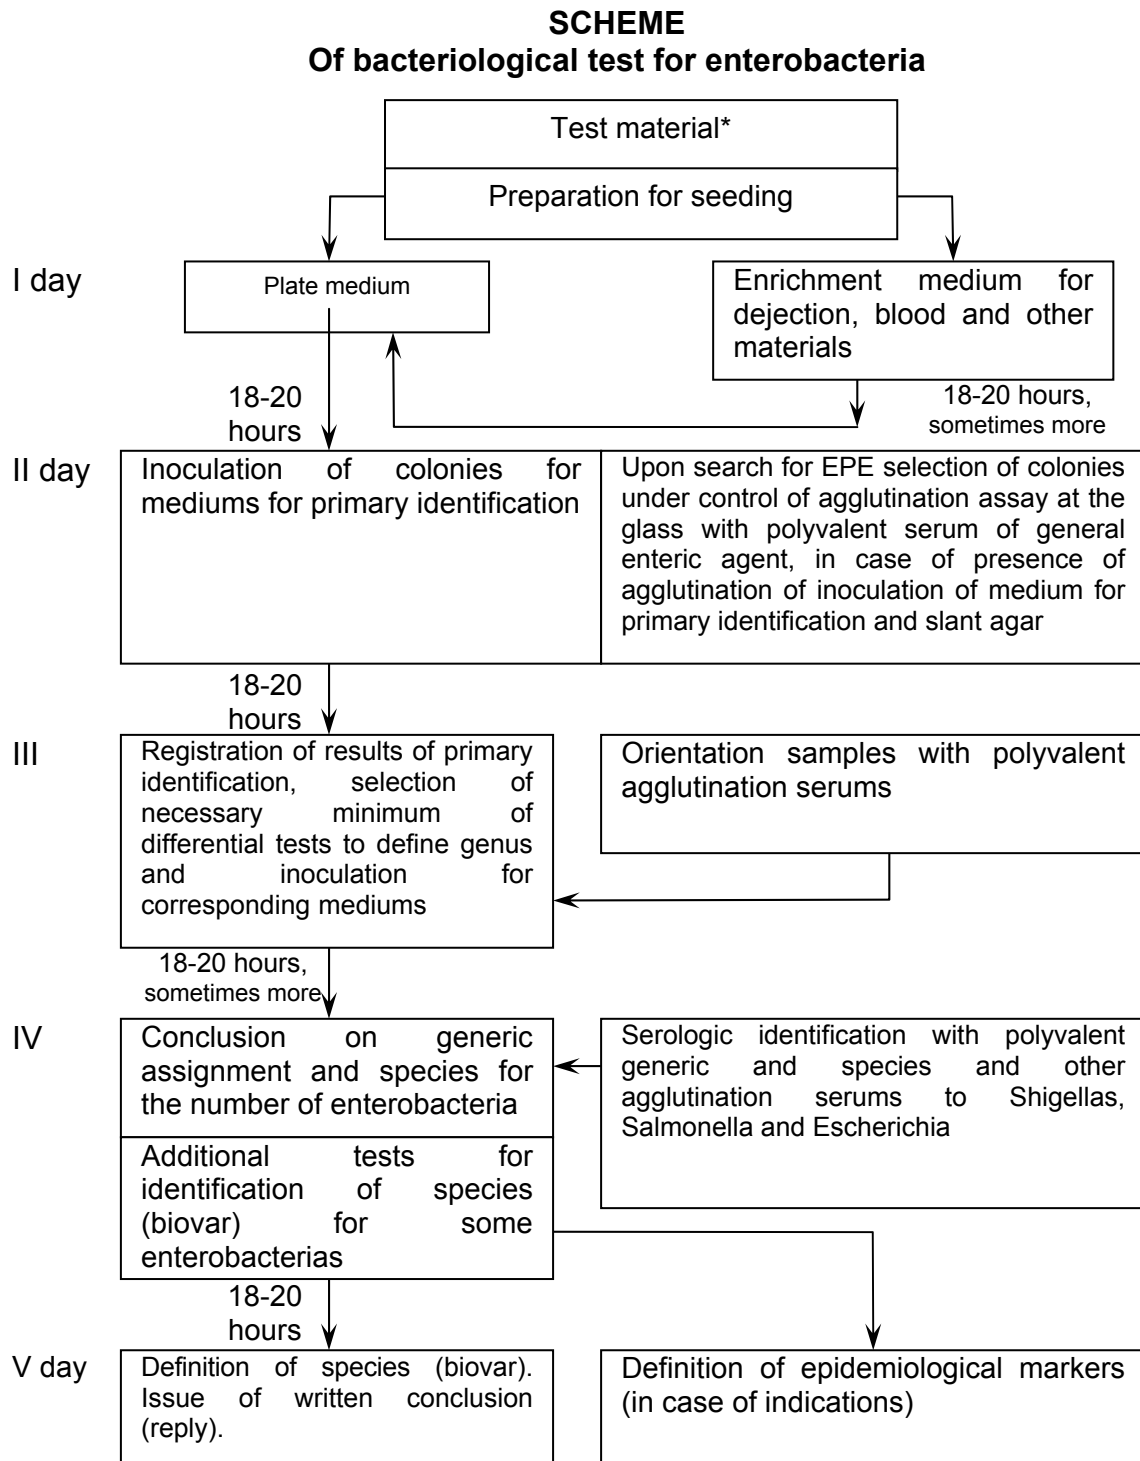 SCHEME
Of bacteriological test for enterobacteria
Test material*
Preparation for seeding
I day
Plate medium
Enrichment medium for
dejection, blood and other
materials
18-20
hours
18-20 hours,
sometimes more
II day
Inoculation of colonies for
mediums for primary identification
Upon search for EPE selection of colonies
under control of agglutination assay at the
glass with polyvalent serum of general
enteric agent, in case of presence of
agglutination of inoculation of medium for
primary identification and slant agar
18-20
hours
III
Registration of results of primary
identification, selection of
necessary minimum of
differential tests to define genus
and inoculation for
corresponding mediums
Orientation samples with polyvalent
agglutination serums
18-20 hours,
sometimes more
IV
Conclusion on generic
assignment and species for
the number of enterobacteria
Serologic identification with polyvalent
generic and species and other
agglutination serums to Shigellas,
Salmonella and Escherichia
Additional tests for
identification of species
(biovar) for some
enterobacterias
18-20
hours
V day
Definition of species (biovar).
Issue of written conclusion
(reply).
Definition of epidemiological markers
(in case of indications)